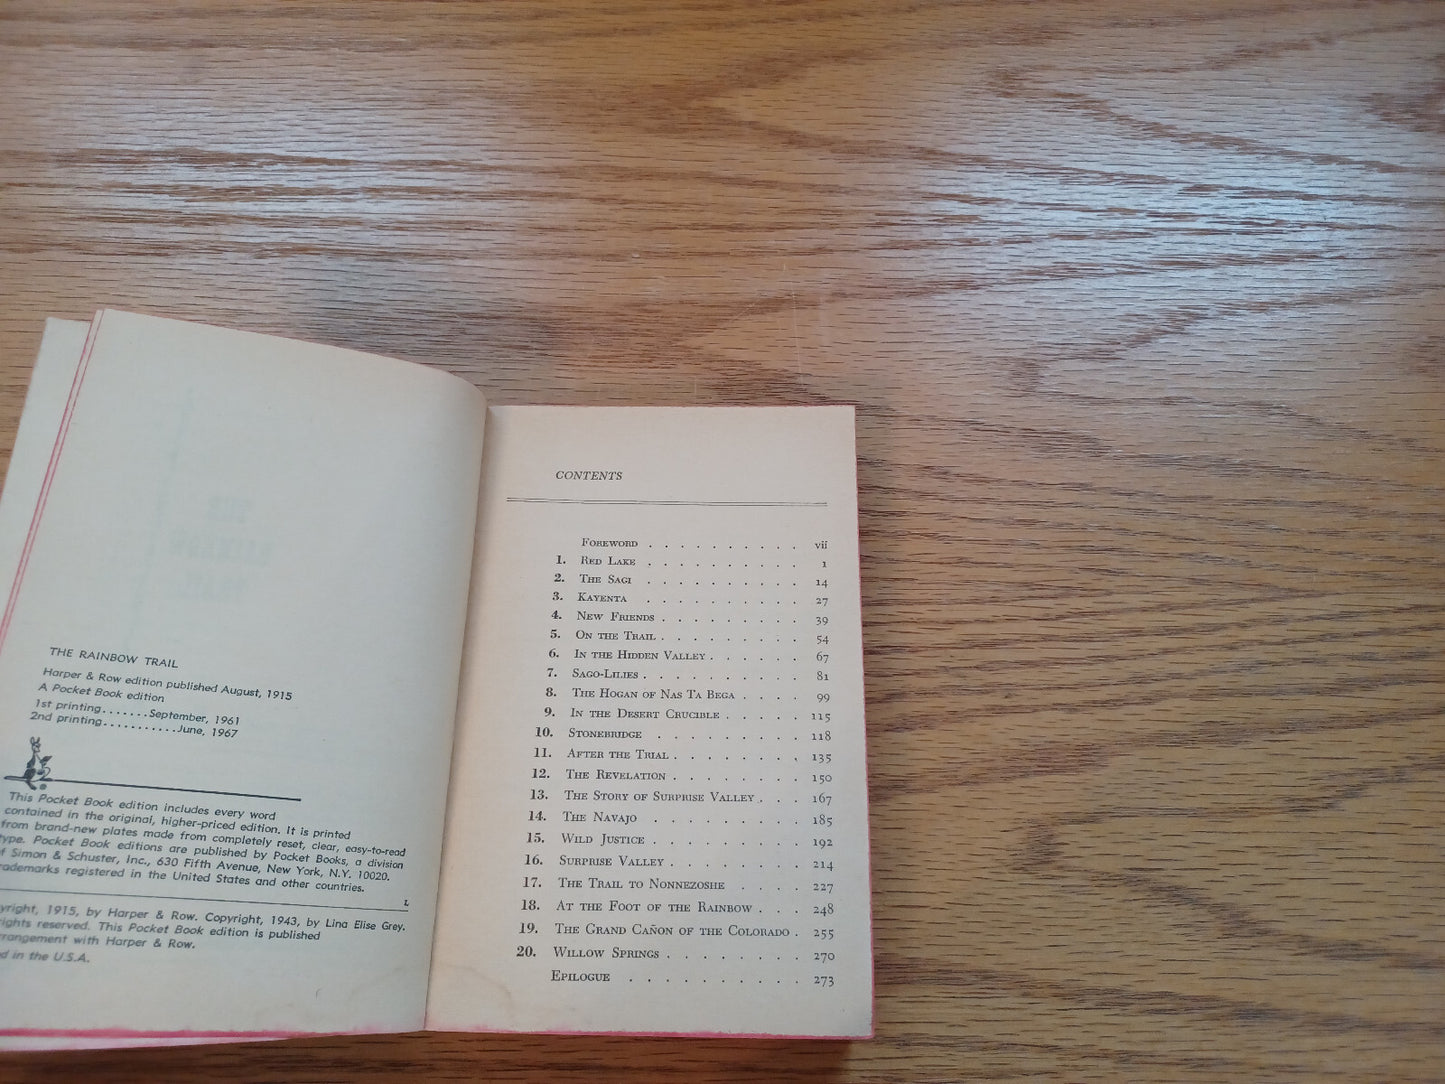 THE RAINBOW TRAIL
Harper & Row edition published August, 1915
A Pocket Book edition
1st printing.......September, 1961
2nd printing...........June, 1967
This Pocket Book edition includes every word
contained in the original, higher-priced edition. It is printed
from brand-new plates made from completely reset, clear, easy-to-read
type. Pocket Book editions are published by Pocket Books, a division
of Simon & Schuster, Inc., 630 Fifth Avenue, New York, N.Y. 10020.
rademarks registered in the United States and other countries.
L
yright, 1915, by Harper & Row. Copyright, 1943, by Lina Elise Grey.
rights reserved. This Pocket Book edition is published
rrangement with Harper & Row.
d in the U.S.A.
CONTENTS
Foreword . . . . . . . . . . vii
1. Red Lake . . . . . . . . . . 1
2. The Sagi . . . . . . . . . . 14
3. Kayenta . . . . . . . . . . 27
4. New Friends . . . . . . . . . 39
5. On the Trail . . . . . . . . . 54
6. In the Hidden Valley . . . . . . 67
7. Sago-Lilies . . . . . . . . . . 81
8. The Hogan of Nas Ta Bega . . . . 99
9. In the Desert Crucible . . . . . 115
10. Stonebridge . . . . . . . . . 118
11. After the Trial . . . . . . . . 135
12. The Revelation . . . . . . . . 150
13. The Story of Surprise Valley . . . 167
14. The Navajo . . . . . . . . . 185
15. Wild Justice . . . . . . . . . 192
16. Surprise Valley . . . . . . . . 214
17. The Trail to Nonnezoshe . . . . 227
18. At the Foot of the Rainbow . . . 248
19. The Grand Cañon of the Colorado . 255
20. Willow Springs . . . . . . . . 270
Epilogue . . . . . . . . . . 273